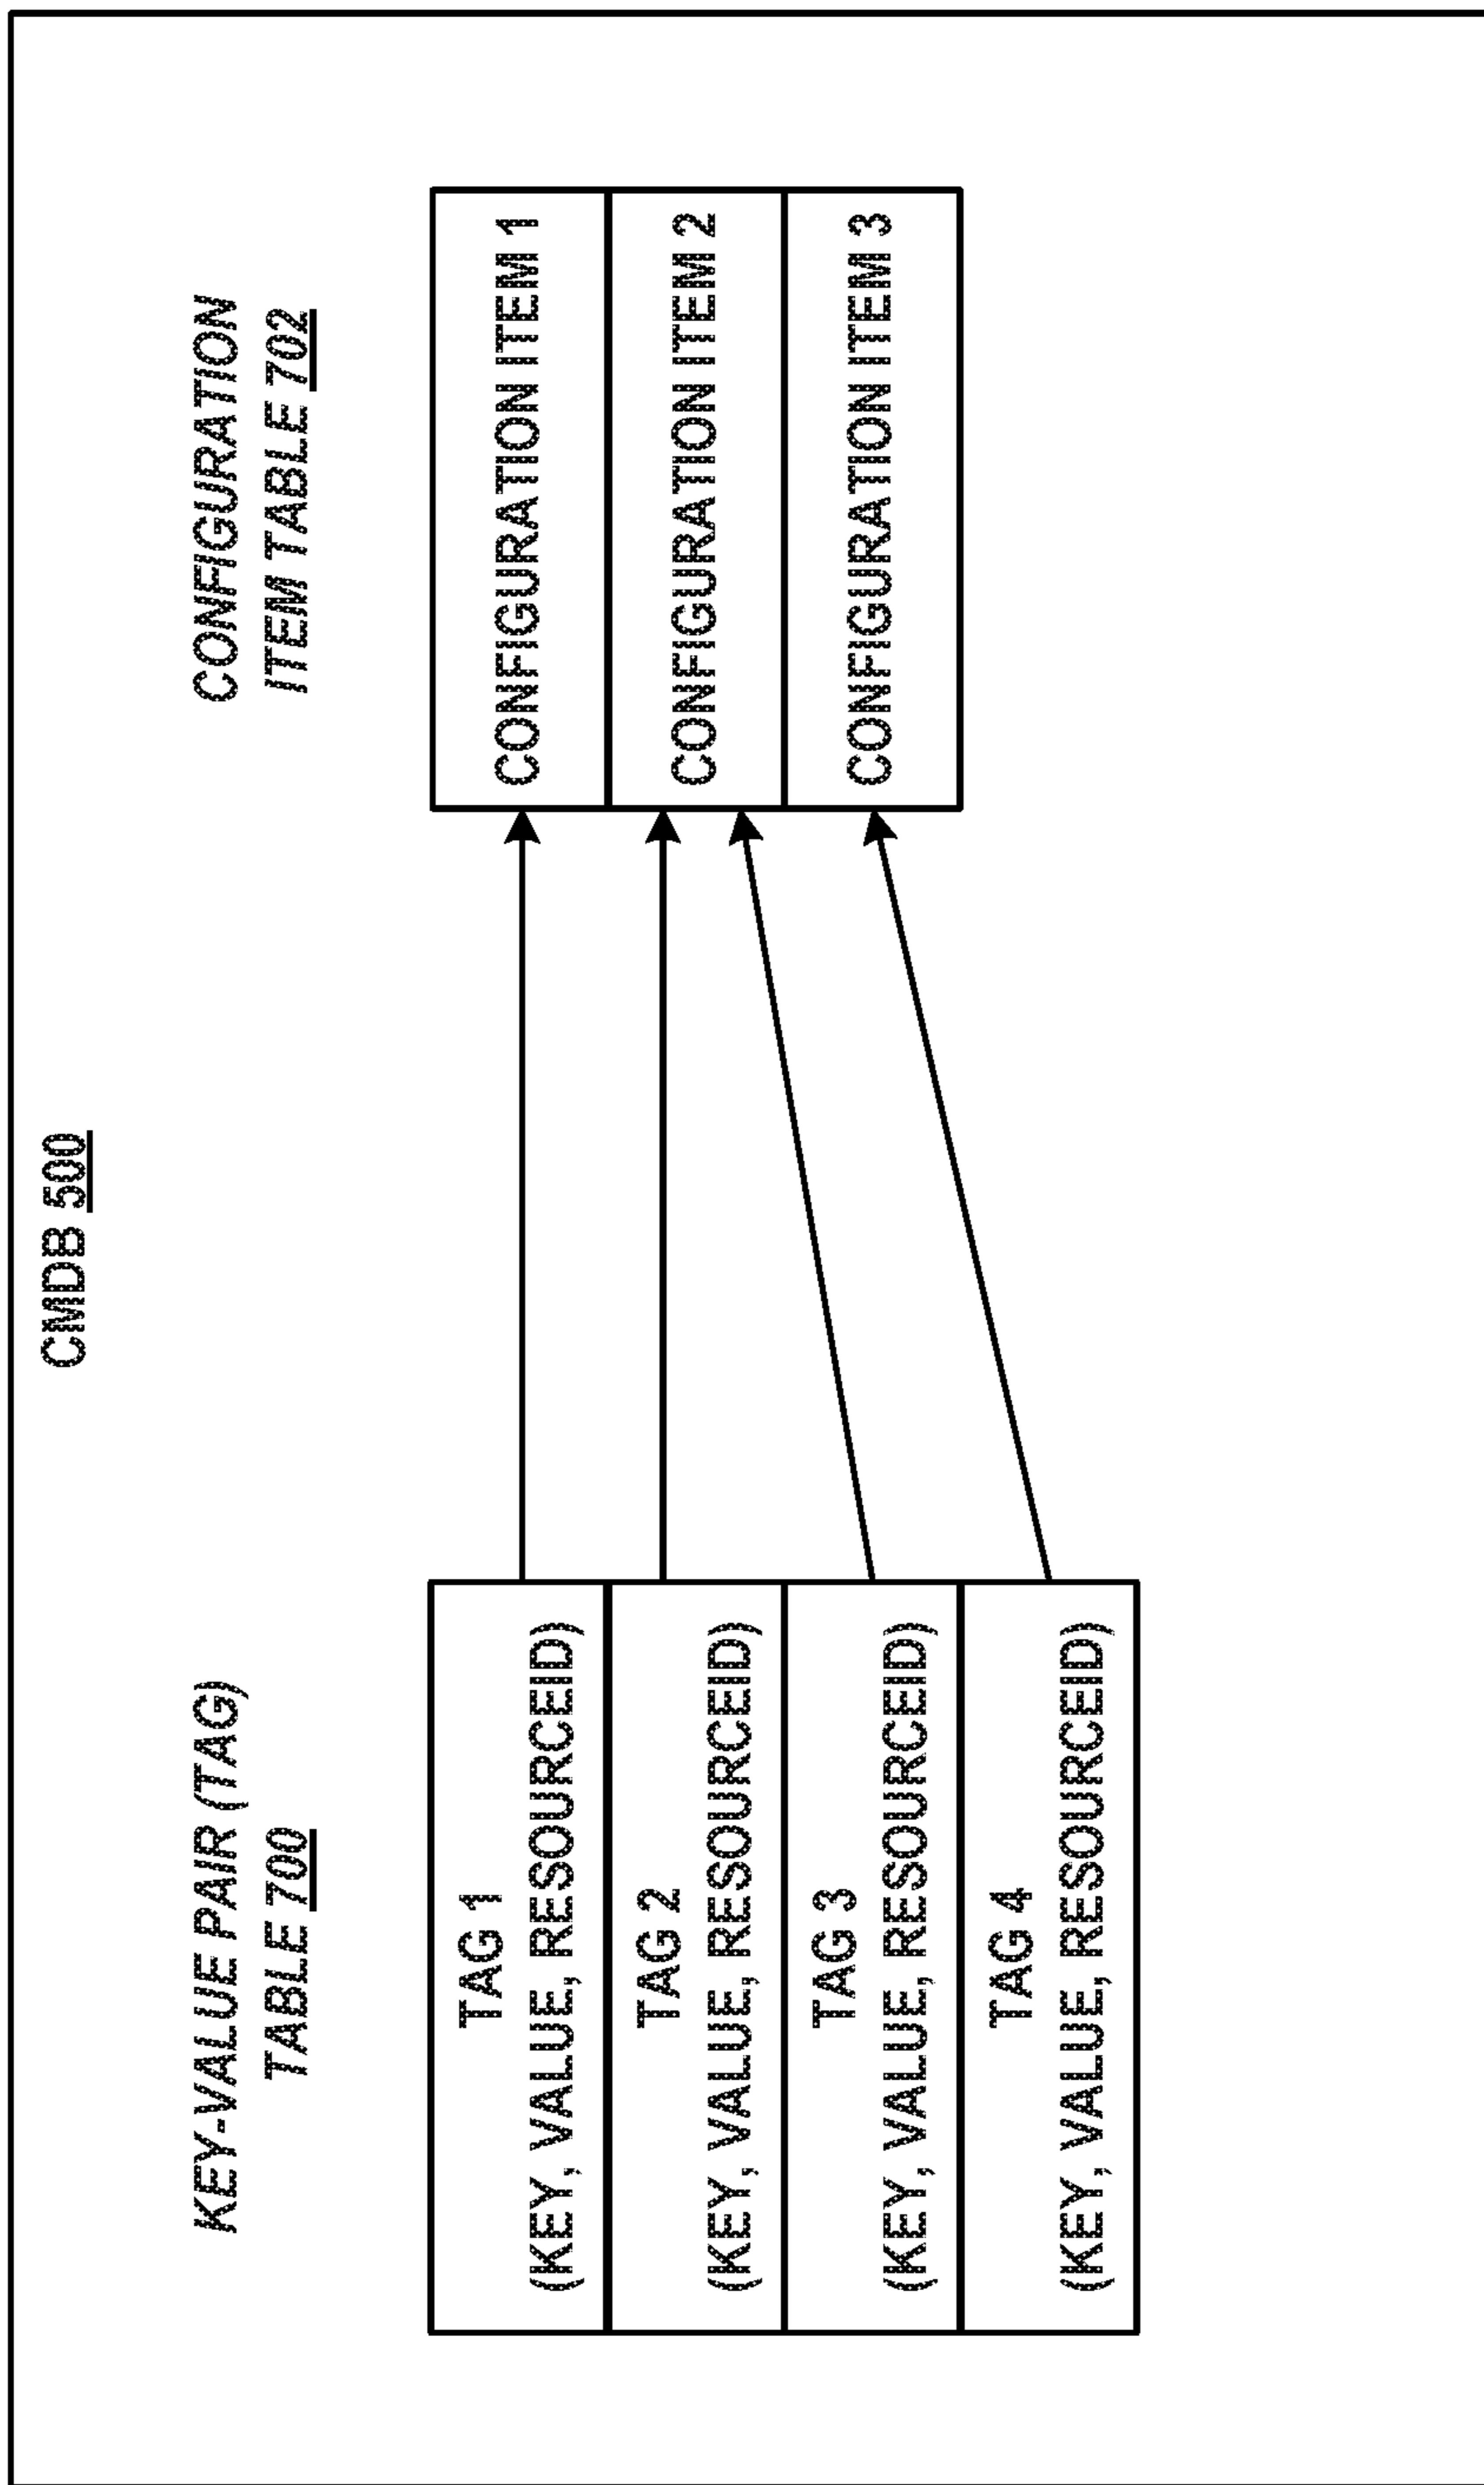 CMDB 500
KEY-VALUE PAIR (TAG)
TABLE 700
CONFIGURATION
ITEM TABLE 702
TAG 1
(KEY, VALUE, RESOURCEID)
TAG 2
(KEY, VALUE, RESOURCEID)
TAG 3
(KEY, VALUE, RESOURCEID)
TAG 4
(KEY, VALUE, RESOURCEID)
CONFIGURATION ITEM 1
CONFIGURATION ITEM 2
CONFIGURATION ITEM 3